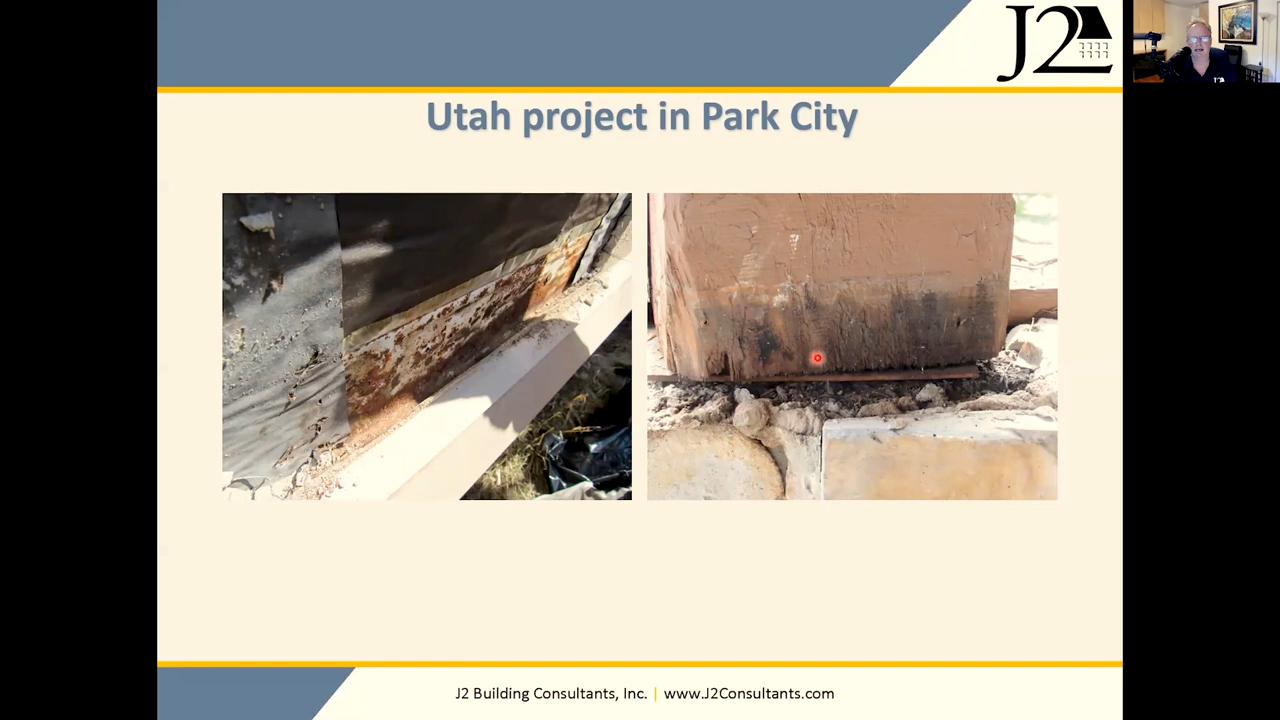 J2
Utah project in Park City
J2 Building Consultants, Inc. | www.J2Consultants.com